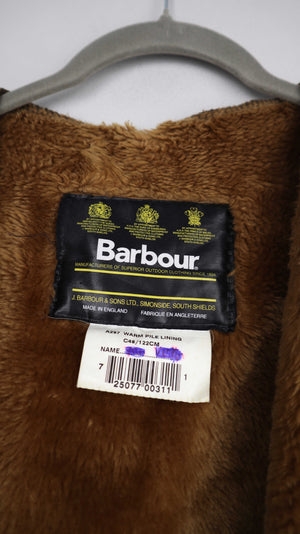 Barbour
MANUFACTURERS OF SUPERIOR OUTDOOR CLOTHING SINCE 1894
J. BARBOUR & SONS LTD., SIMONSIDE, SOUTH SHIELDS
MADE IN ENGLAND FABRIQUE EN ANGLETERRE
A297 WARM PILE LINING
C48/122CM
NAME
7 25077 00311 1